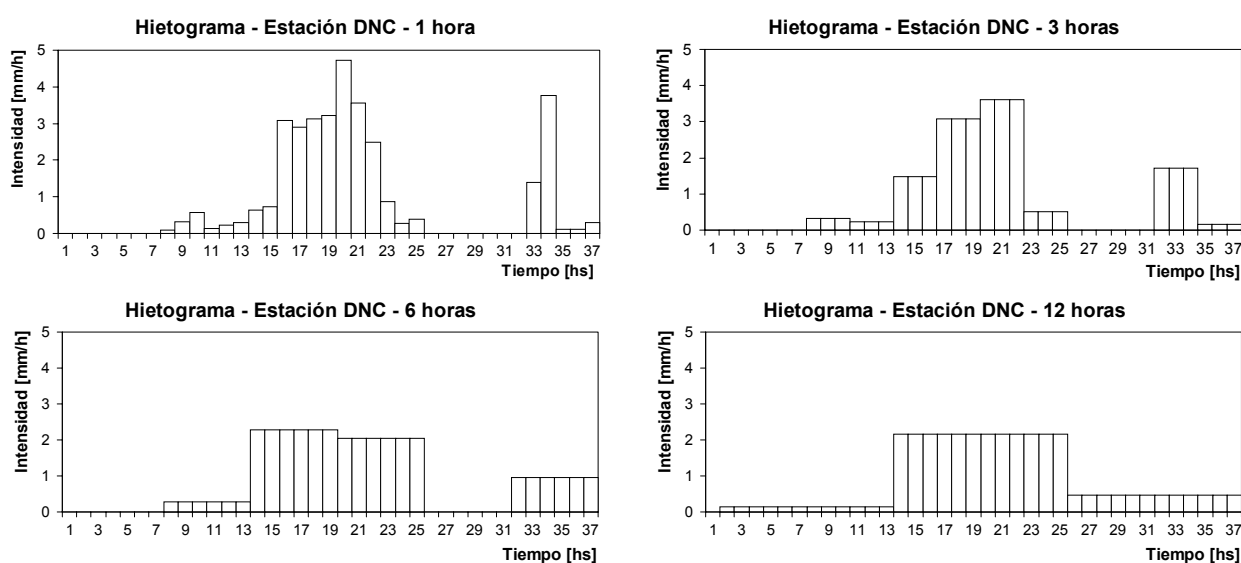 Hietograma - Estación DNC - 1 hora
Intensidad [mm/h]
5
4
3
2
1
0
1 3 5 7 9 11 13 15 17 19 21 23 25 27 29 31 33 35 37
Tiempo [hs]
Hietograma - Estación DNC - 3 horas
Intensidad [mm/h]
5
4
3
2
1
0
1 3 5 7 9 11 13 15 17 19 21 23 25 27 29 31 33 35 37
Tiempo [hs]
Hietograma - Estación DNC - 6 horas
Intensidad [mm/h]
5
4
3
2
1
0
1 3 5 7 9 11 13 15 17 19 21 23 25 27 29 31 33 35 37
Tiempo [hs]
Hietograma - Estación DNC - 12 horas
Intensidad [mm/h]
5
4
3
2
1
0
1 3 5 7 9 11 13 15 17 19 21 23 25 27 29 31 33 35 37
Tiempo [hs]